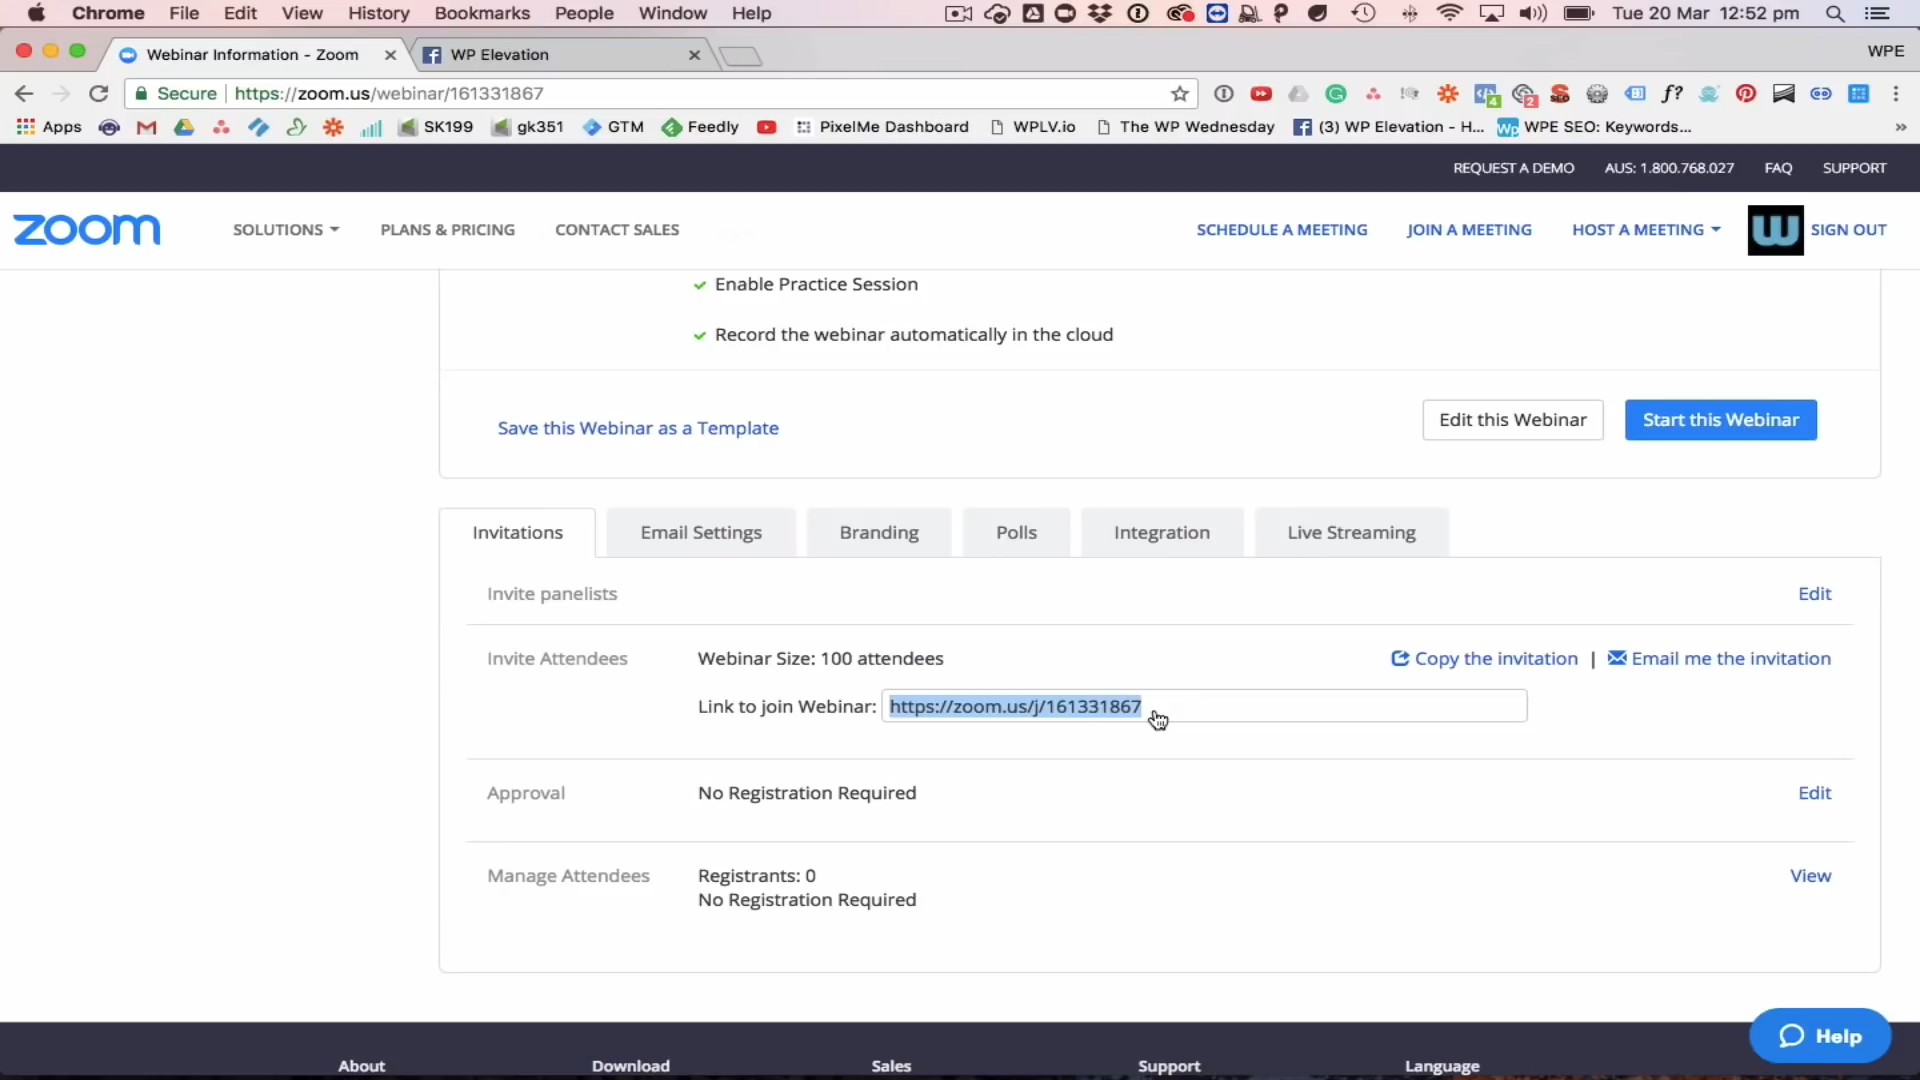 Chrome File Edit View History Bookmarks People Window Help Tue 20 Mar 12:52 pm
Webinar Information - Zoom WP Elevation WPE
Secure https://zoom.us/webinar/161331867
Apps SK199 gk351 GTM Feedly PixelMe Dashboard WPLV.io The WP Wednesday (3) WP Elevation - H... WPE SEO: Keywords...
REQUEST A DEMO AUS: 1.800.768.027 FAQ SUPPORT
zoom SOLUTIONS PLANS & PRICING CONTACT SALES SCHEDULE A MEETING JOIN A MEETING HOST A MEETING W SIGN OUT
Enable Practice Session
Record the webinar automatically in the cloud
Save this Webinar as a Template Edit this Webinar Start this Webinar
Invitations Email Settings Branding Polls Integration Live Streaming
Invite panelists Edit
Invite Attendees Webinar Size: 100 attendees Copy the invitation | Email me the invitation
Link to join Webinar: https://zoom.us/j/161331867
Approval No Registration Required Edit
Manage Attendees Registrants: 0 View
No Registration Required
Help
About Download Sales Support Language